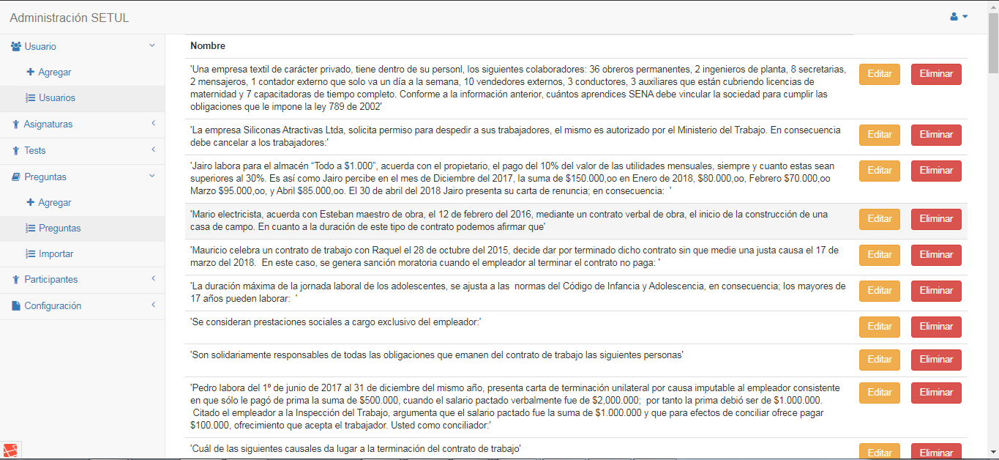 Administración SETUL
Usuario
Agregar
Usuarios
Asignaturas
Tests
Preguntas
Agregar
Preguntas
Importar
Participantes
Configuración
Nombre
'Una empresa textil de carácter privado, tiene dentro de su personl, los siguientes colaboradores: 36 obreros permanentes, 2 ingenieros de planta, 8 secretarias,
2 mensajeros, 1 contador externo que solo va un día a la semana, 10 vendedores externos, 3 conductores, 3 auxiliares que están cubriendo licencias de
maternidad y 7 capacitadoras de tiempo completo. Conforme a la información anterior, cuántos aprendices SENA debe vincular la sociedad para cumplir las
obligaciones que le impone la ley 789 de 2002'
Editar Eliminar
'La empresa Siliconas Atractivas Ltda, solicita permiso para despedir a sus trabajadores, el mismo es autorizado por el Ministerio del Trabajo. En consecuencia
debe cancelar a los trabajadores:'
Editar Eliminar
'Jairo labora para el almacén “Todo a $1.000”, acuerda con el propietario, el pago del 10% del valor de las utilidades mensuales, siempre y cuanto estas sean
superiores al 30%. Es así como Jairo percibe en el mes de Diciembre del 2017, la suma de $150.000,oo en Enero de 2018, $80.000,oo, Febrero $70.000,oo
Marzo $95.000,oo, y Abril $85.000,oo. El 30 de abril del 2018 Jairo presenta su carta de renuncia; en consecuencia:  '
Editar Eliminar
'Mario electricista, acuerda con Esteban maestro de obra, el 12 de febrero del 2016, mediante un contrato verbal de obra, el inicio de la construcción de una
casa de campo. En cuanto a la duración de este tipo de contrato podemos afirmar que'
Editar Eliminar
'Mauricio celebra un contrato de trabajo con Raquel el 28 de octubre del 2015, decide dar por terminado dicho contrato sin que medie una justa causa el 17 de
marzo del 2018.  En este caso, se genera sanción moratoria cuando el empleador al terminar el contrato no paga: '
Editar Eliminar
'La duración máxima de la jornada laboral de los adolescentes, se ajusta a las  normas del Código de Infancia y Adolescencia, en consecuencia; los mayores de
17 años pueden laborar:  '
Editar Eliminar
'Se consideran prestaciones sociales a cargo exclusivo del empleador:'
Editar Eliminar
'Son solidariamente responsables de todas las obligaciones que emanen del contrato de trabajo las siguientes personas'
Editar Eliminar
'Pedro labora del 1º de junio de 2017 al 31 de diciembre del mismo año, presenta carta de terminación unilateral por causa imputable al empleador consistente
en que sólo le pagó de prima la suma de $500.000, cuando el salario pactado verbalmente fue de $2,000.000;  por tanto la prima debió ser de $1.000.000.
Citado el empleador a la Inspección del Trabajo, argumenta que el salario pactado fue la suma de $1.000.000 y que para efectos de conciliar ofrece pagar
$100.000, ofrecimiento que acepta el trabajador. Usted como conciliador:'
Editar Eliminar
'Cuál de las siguientes causales da lugar a la terminación del contrato de trabajo'
Editar Eliminar